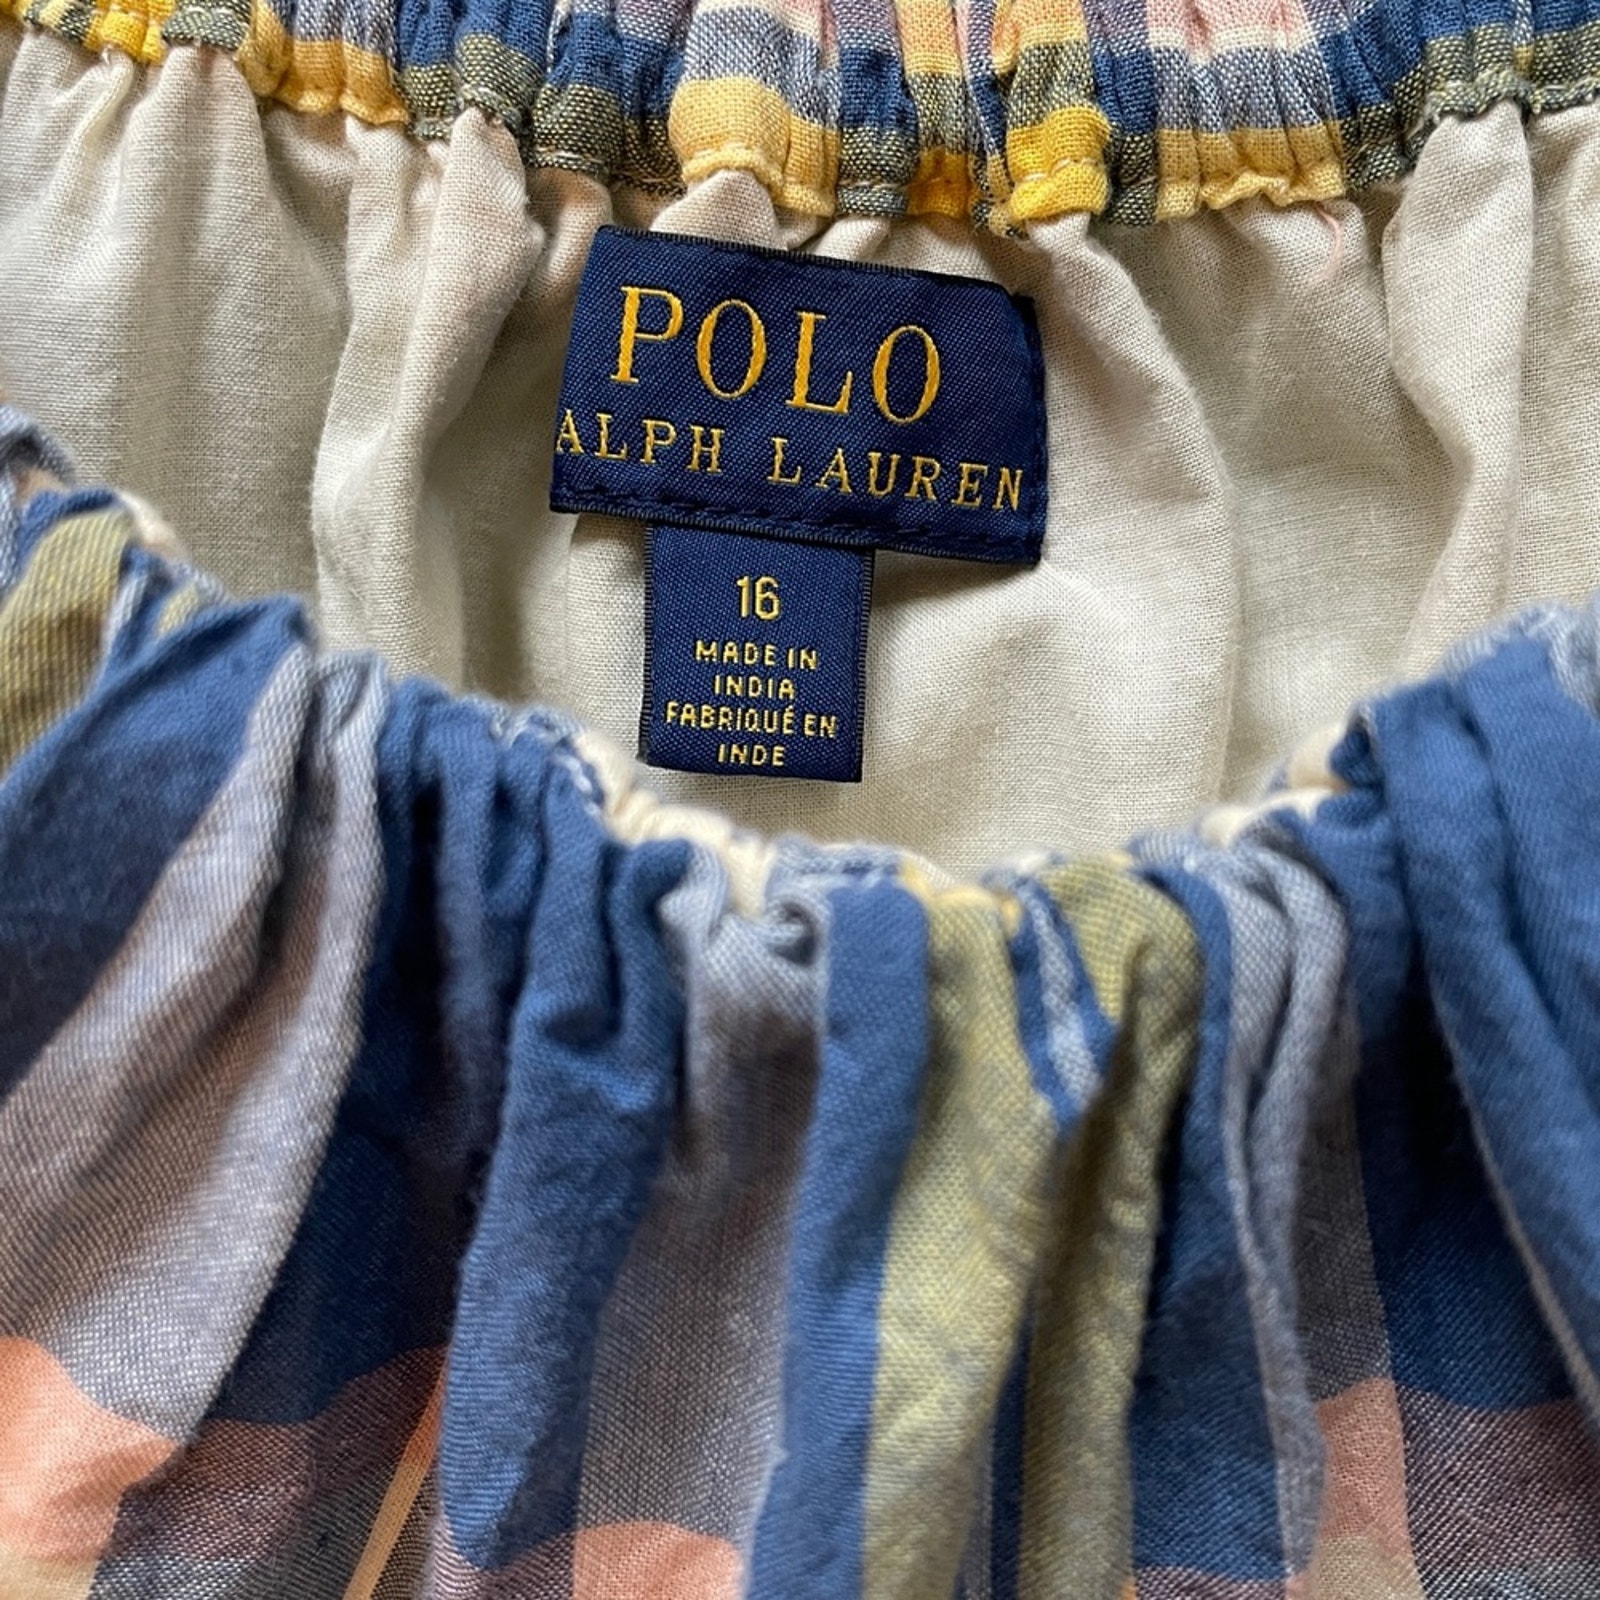 POLO
ALPH LAUREN
16
MADE IN
INDIA
FABRIQUÉ EN
INDE